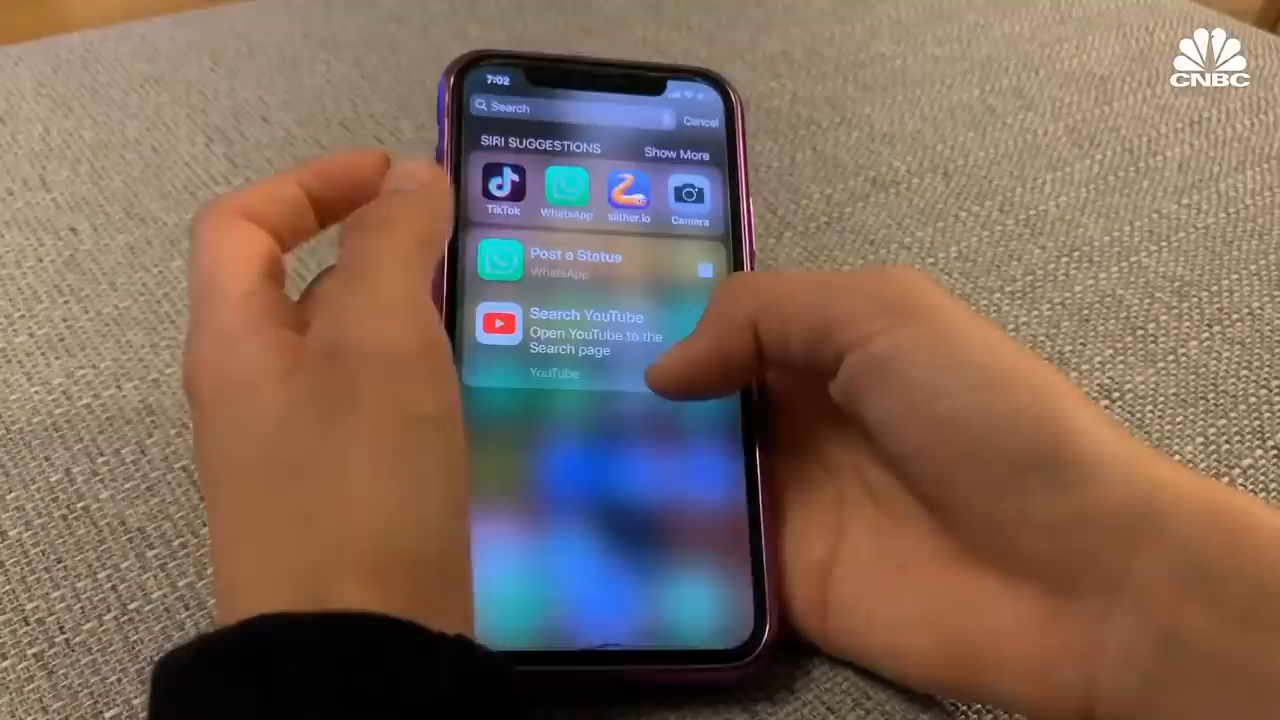 CNBC
7:02
Search
Cancel
SIRI SUGGESTIONS
Show More
TikTok
WhatsApp
slither.io
Camera
Post a Status
WhatsApp
Search YouTube
Open YouTube to the
Search page
YouTube